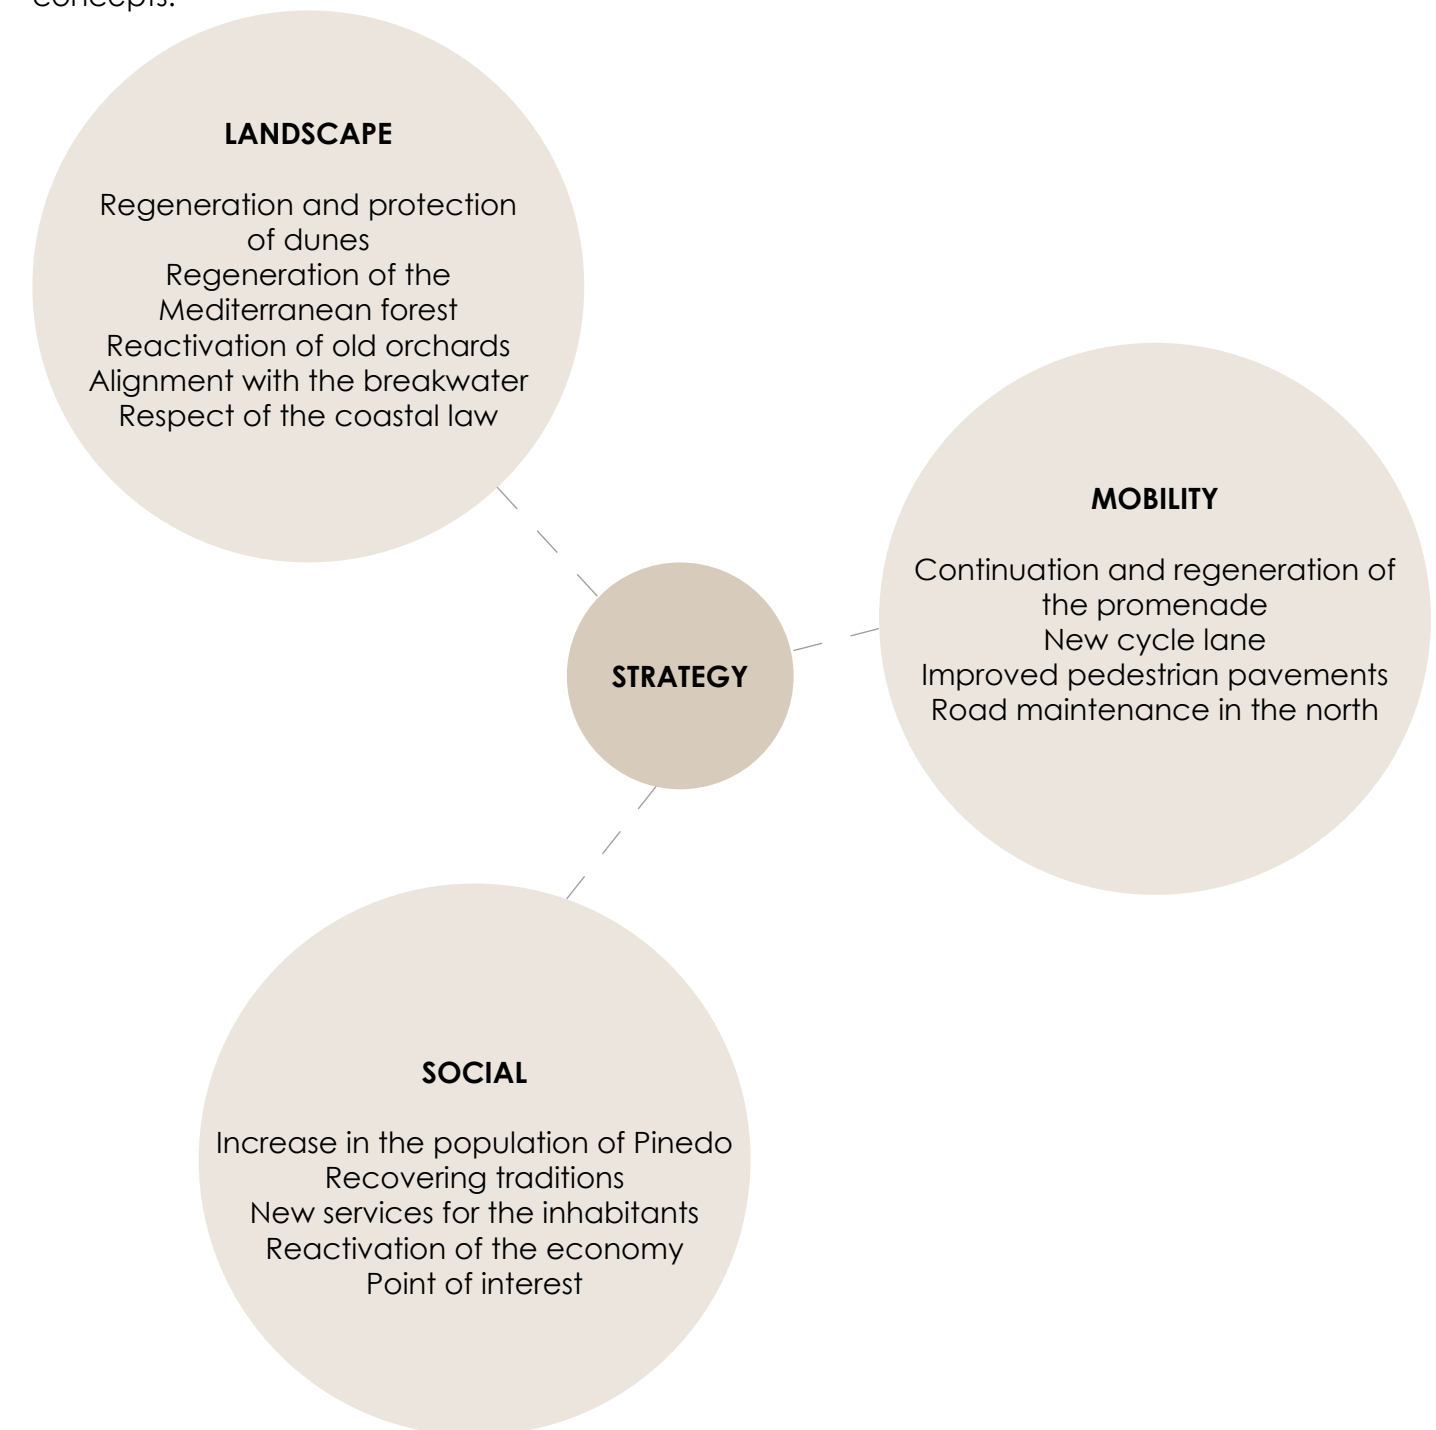 concepts.
LANDSCAPE
Regeneration and protection
of dunes
Regeneration of the
Mediterranean forest
Reactivation of old orchards
Alignment with the breakwater
Respect of the coastal law
MOBILITY
Continuation and regeneration of
the promenade
New cycle lane
Improved pedestrian pavements
Road maintenance in the north
STRATEGY
SOCIAL
Increase in the population of Pinedo
Recovering traditions
New services for the inhabitants
Reactivation of the economy
Point of interest